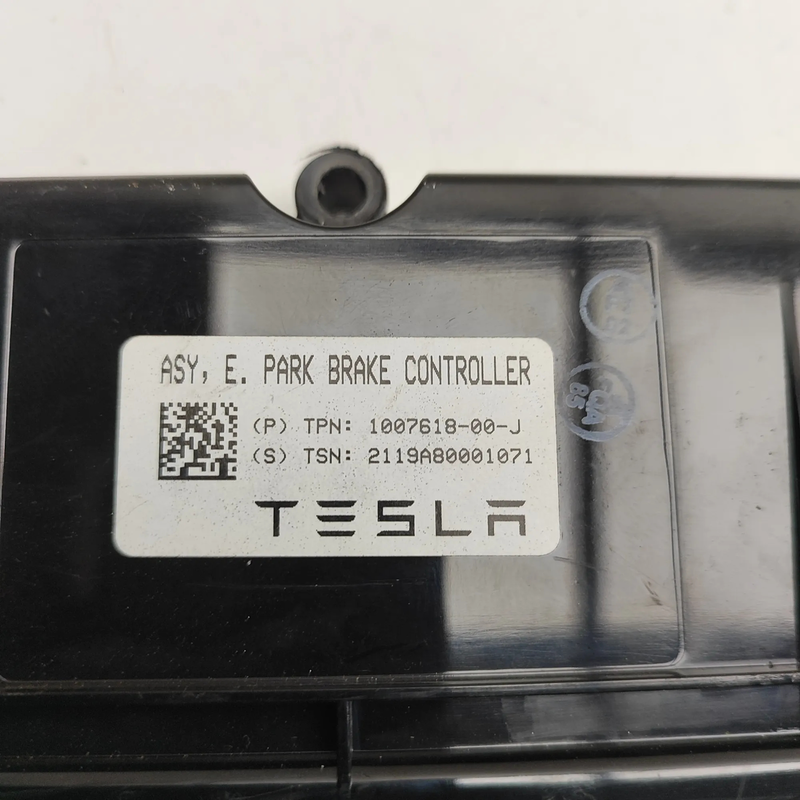 ASY, E. PARK BRAKE CONTROLLER
(P) TPN: 1007618-00-J
(S) TSN: 2119A80001071
TESLA